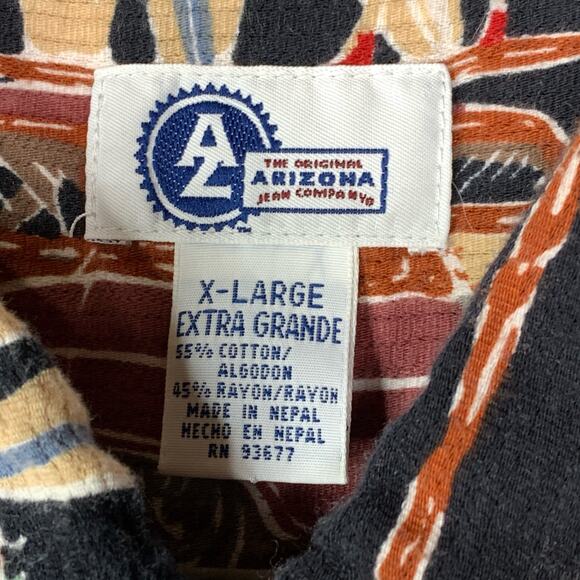 AZ
THE ORIGINAL
ARIZONA
JEAN COMPANY®
™
X-LARGE
EXTRA GRANDE
55% COTTON/
ALGODON
45% RAYON/RAYON
MADE IN NEPAL
HECHO EN NEPAL
RN 93677